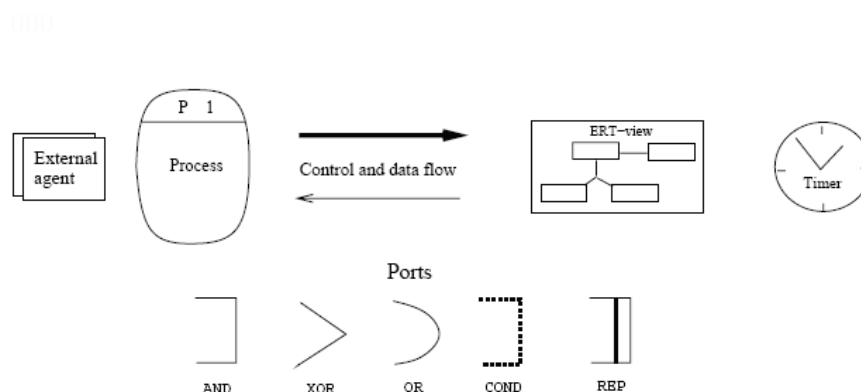 P 1
External
agent
Process
Control and data flow
ERT-view
Timer
Ports
AND
XOR
OR
COND
REP